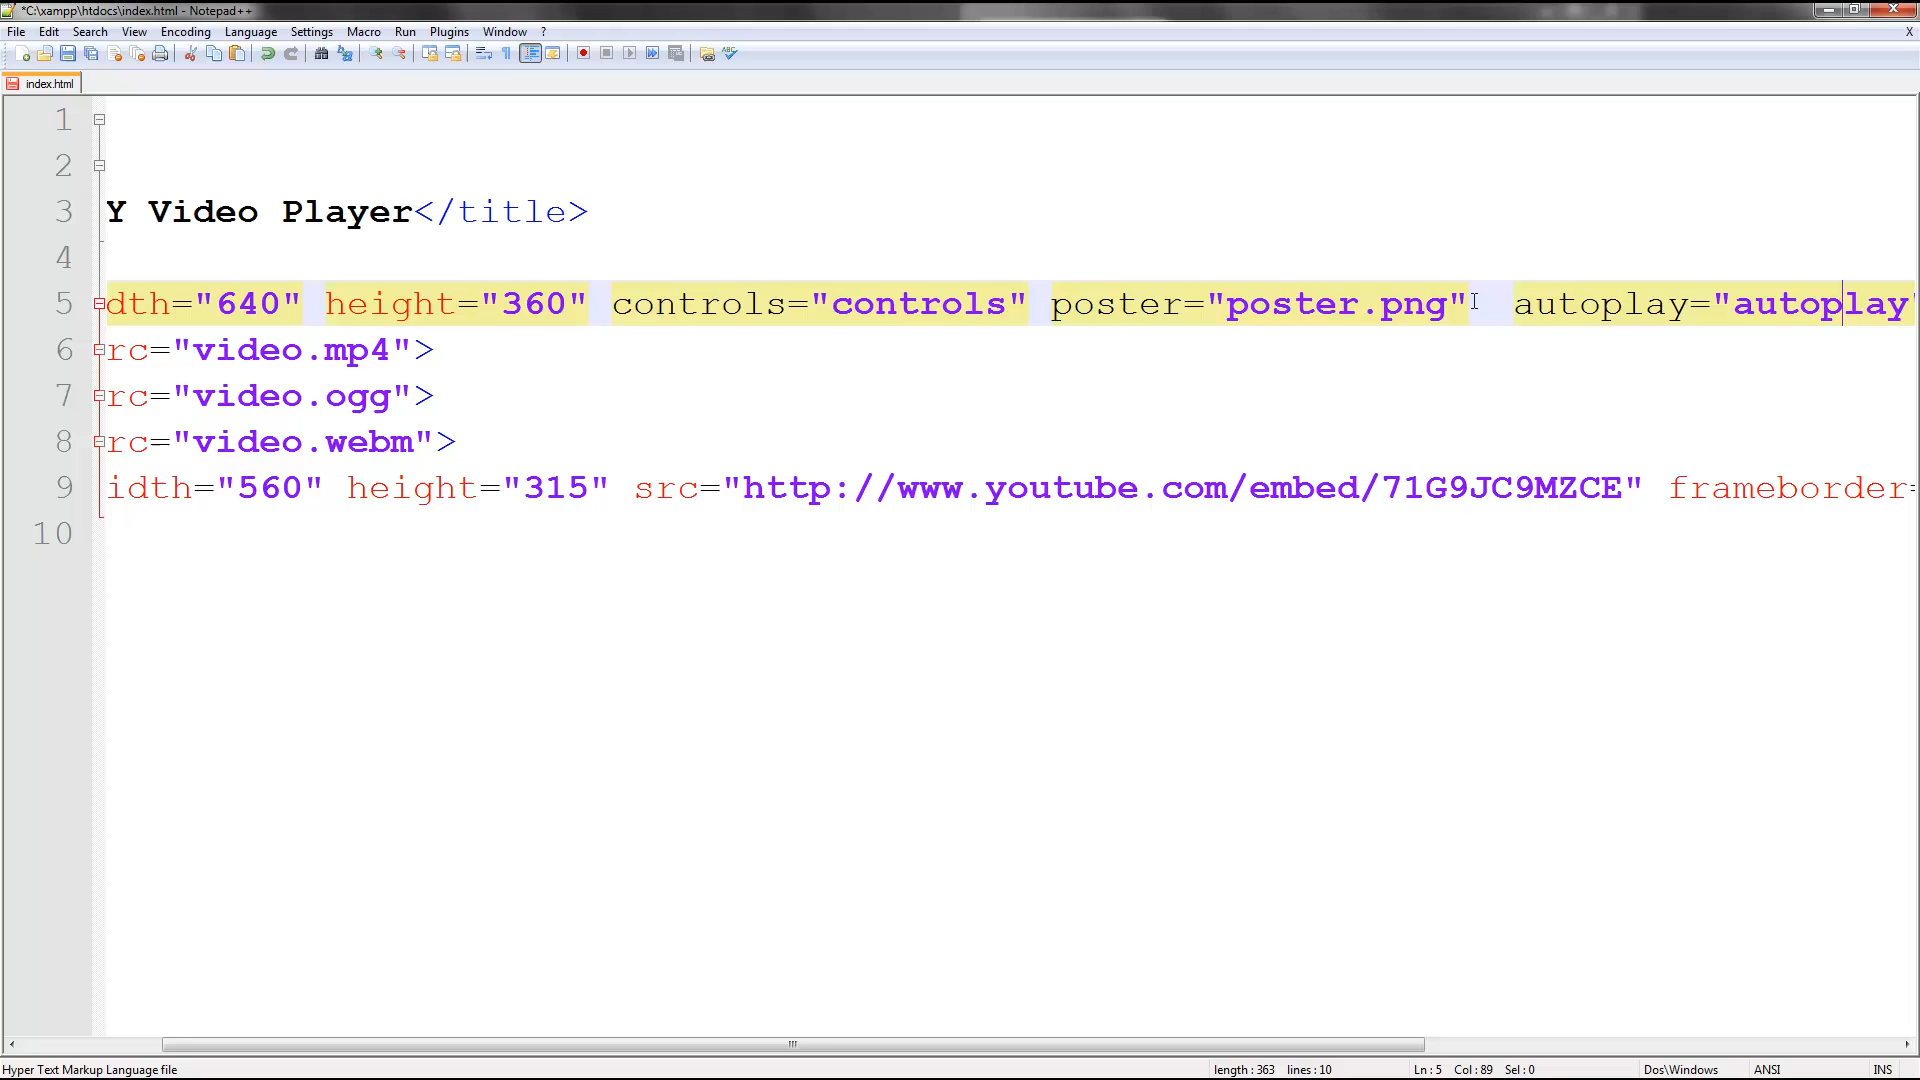 *C:\xampp\htdocs\index.html - Notepad++
File Edit Search View Encoding Language Settings Macro Run Plugins Window ? X
index.html
1
2
3 Y Video Player</title>
4
5 dth="640" height="360" controls="controls" poster="poster.png"  autoplay="autoplay"
6 rc="video.mp4">
7 rc="video.ogg">
8 rc="video.webm">
9 idth="560" height="315" src="http://www.youtube.com/embed/71G9JC9MZCE" frameborder=
10
Hyper Text Markup Language file length : 363 lines : 10 Ln : 5 Col : 89 Sel : 0 Dos\Windows ANSI INS